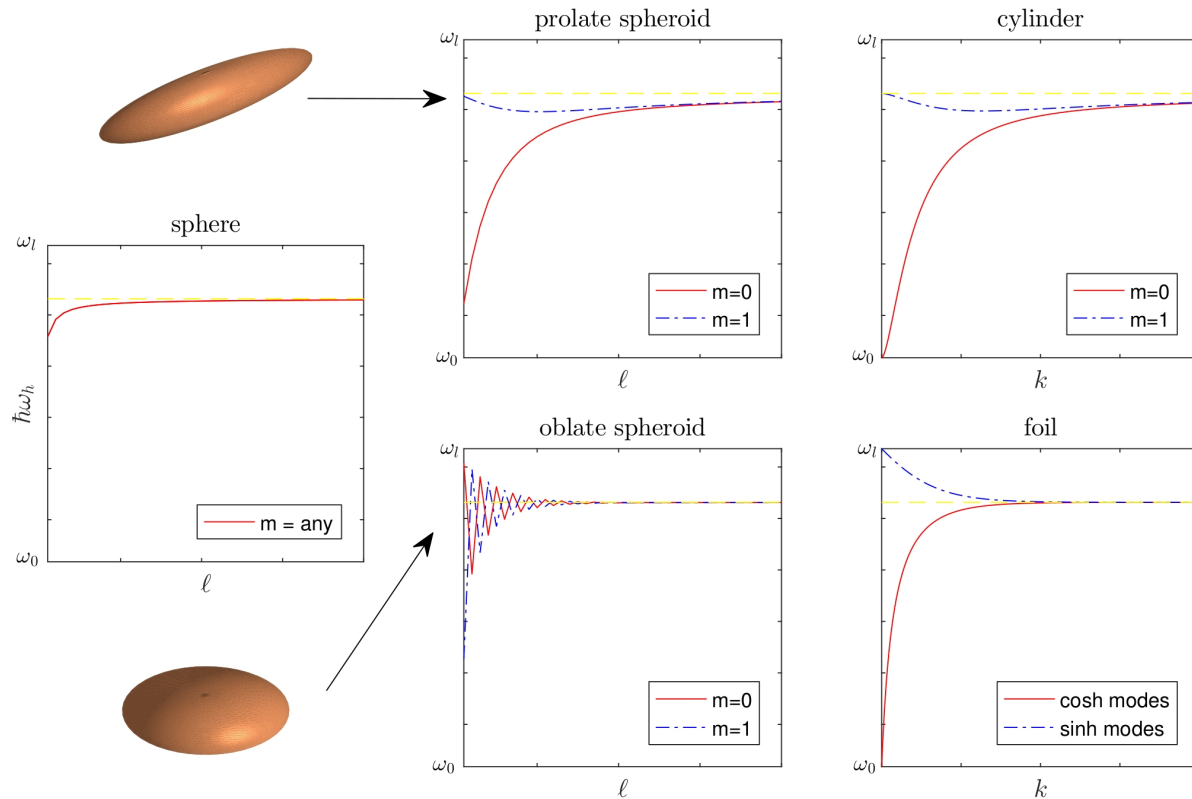 prolate spheroid
ω_l
ω_0
m=0
m=1
ℓ
cylinder
ω_l
ω_0
m=0
m=1
k
sphere
ω_l
ħω_h
ω_0
m = any
ℓ
oblate spheroid
ω_l
ω_0
m=0
m=1
ℓ
foil
ω_l
ω_0
cosh modes
sinh modes
k